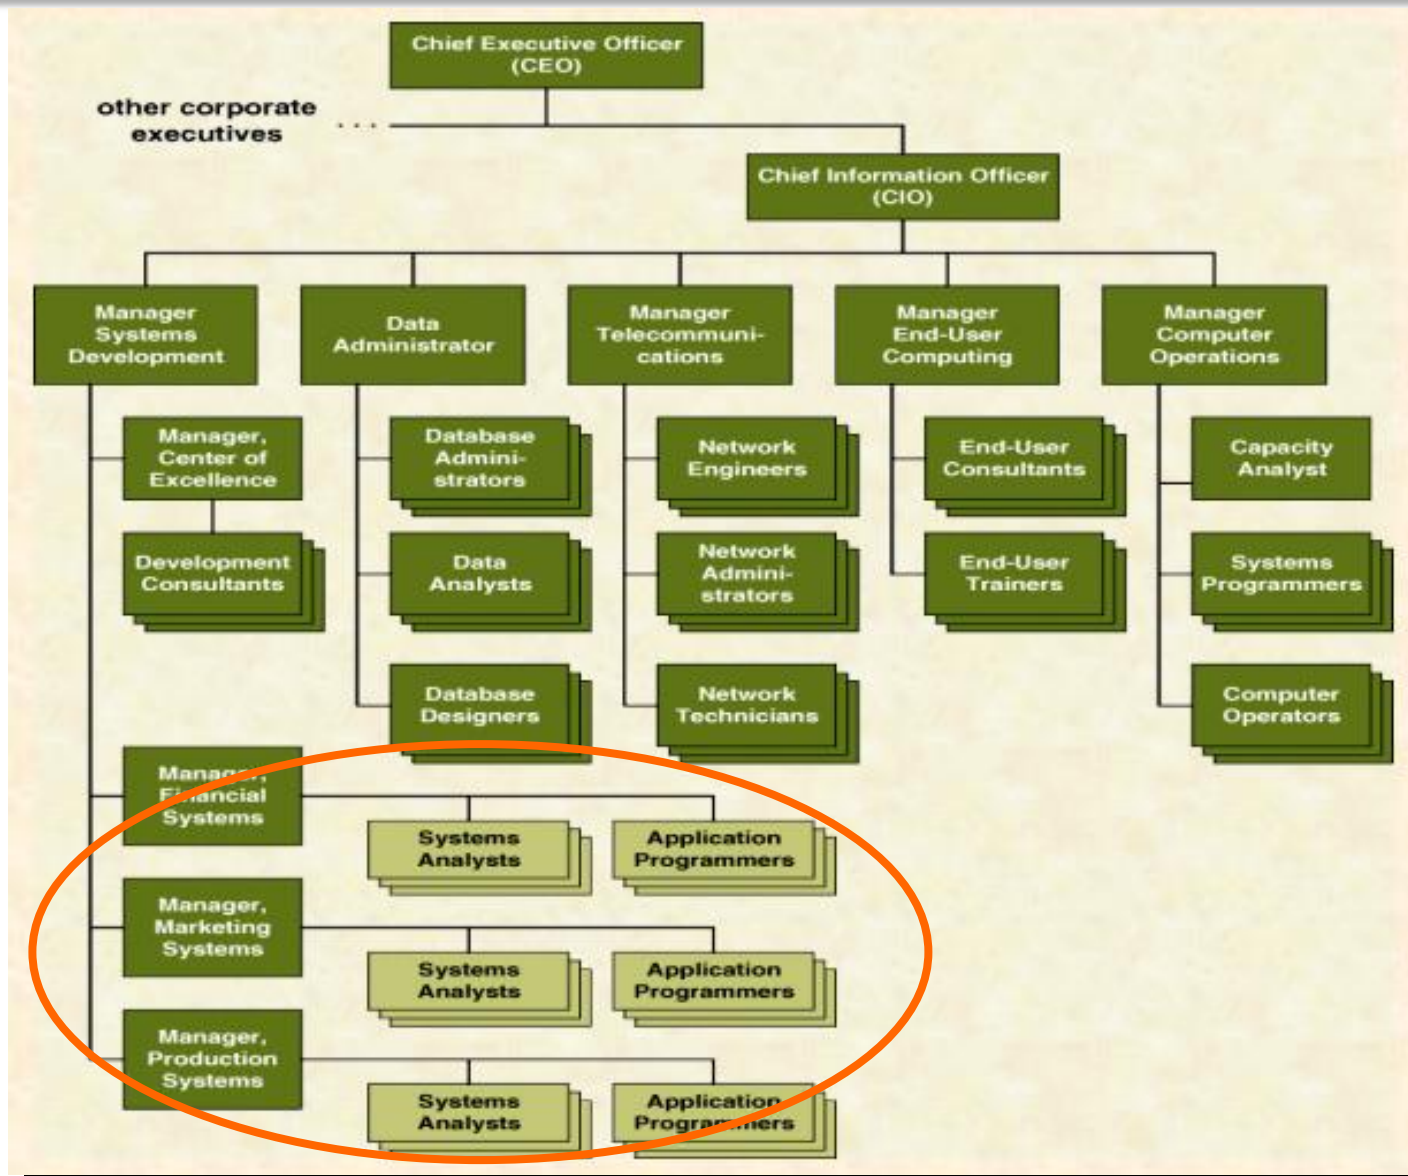 Chief Executive Officer
(CEO)
other corporate
executives
. . .
Chief Information Officer
(CIO)
Manager
Systems
Development
Data
Administrator
Manager
Telecommuni-
cations
Manager
End-User
Computing
Manager
Computer
Operations
Manager,
Center of
Excellence
Database
Admini-
strators
Network
Engineers
End-User
Consultants
Capacity
Analyst
Development
Consultants
Data
Analysts
Network
Admini-
strators
End-User
Trainers
Systems
Programmers
Database
Designers
Network
Technicians
Computer
Operators
Manager,
Financial
Systems
Systems
Analysts
Application
Programmers
Manager,
Marketing
Systems
Systems
Analysts
Application
Programmers
Manager,
Production
Systems
Systems
Analysts
Application
Programmers